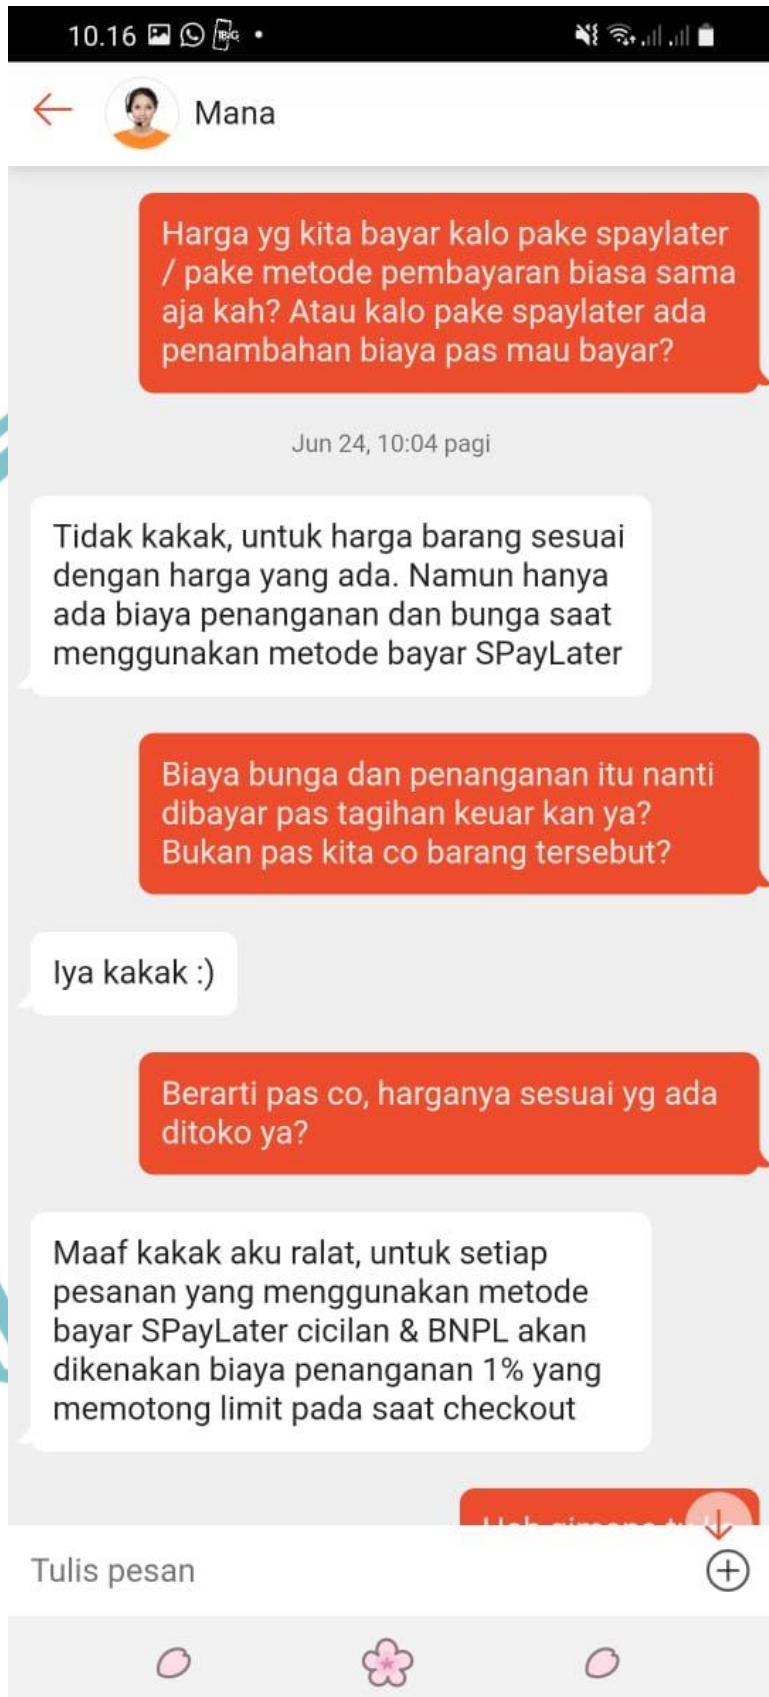 10.16
Mana
Harga yg kita bayar kalo pake spaylater
/ pake metode pembayaran biasa sama
aja kah? Atau kalo pake spaylater ada
penambahan biaya pas mau bayar?
Jun 24, 10:04 pagi
Tidak kakak, untuk harga barang sesuai
dengan harga yang ada. Namun hanya
ada biaya penanganan dan bunga saat
menggunakan metode bayar SPayLater
Biaya bunga dan penanganan itu nanti
dibayar pas tagihan keuar kan ya?
Bukan pas kita co barang tersebut?
Iya kakak :)
Berarti pas co, harganya sesuai yg ada
ditoko ya?
Maaf kakak aku ralat, untuk setiap
pesanan yang menggunakan metode
bayar SPayLater cicilan & BNPL akan
dikenakan biaya penanganan 1% yang
memotong limit pada saat checkout
Tulis pesan